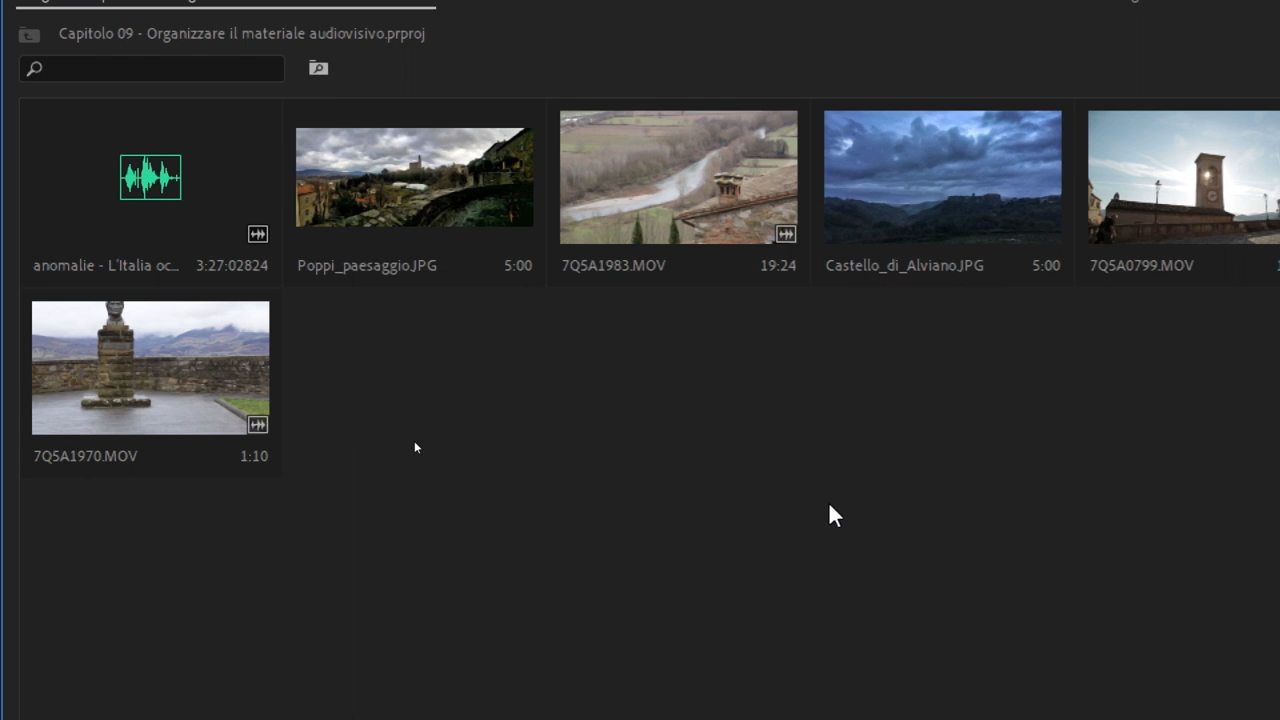 Capitolo 09 - Organizzare il materiale audiovisivo.prproj
anomalie - L'Italia oc... 3:27:02824
Poppi_paesaggio.JPG 5:00
7Q5A1983.MOV 19:24
Castello_di_Alviano.JPG 5:00
7Q5A0799.MOV
7Q5A1970.MOV 1:10